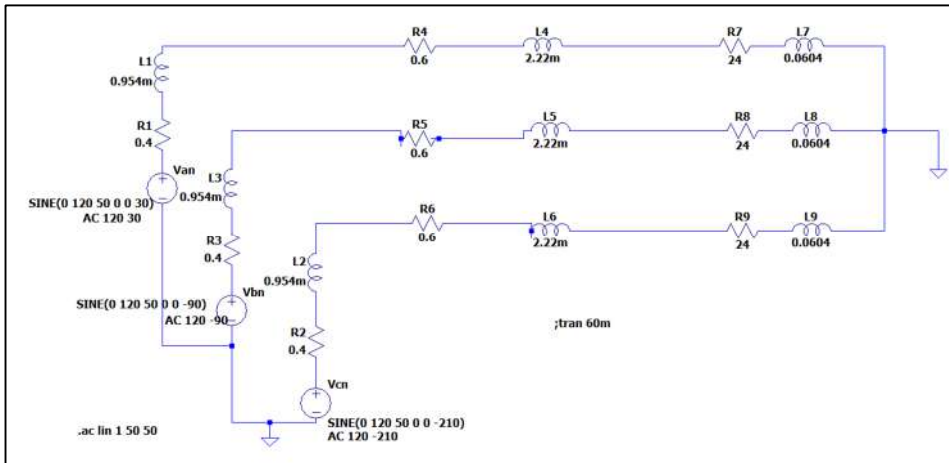 R4
0.6
L4
2.22m
R7
24
L7
0.0604
L1
0.954m
R1
0.4
Van
SINE(0 120 50 0 0 30)
AC 120 30
R5
0.6
L5
2.22m
R8
24
L8
0.0604
L3
0.954m
R3
0.4
Vbn
SINE(0 120 50 0 0 -90)
AC 120 -90
R6
0.6
L6
2.22m
R9
24
L9
0.0604
L2
0.954m
R2
0.4
Vcn
SINE(0 120 50 0 0 -210)
AC 120 -210
;tran 60m
.ac lin 1 50 50